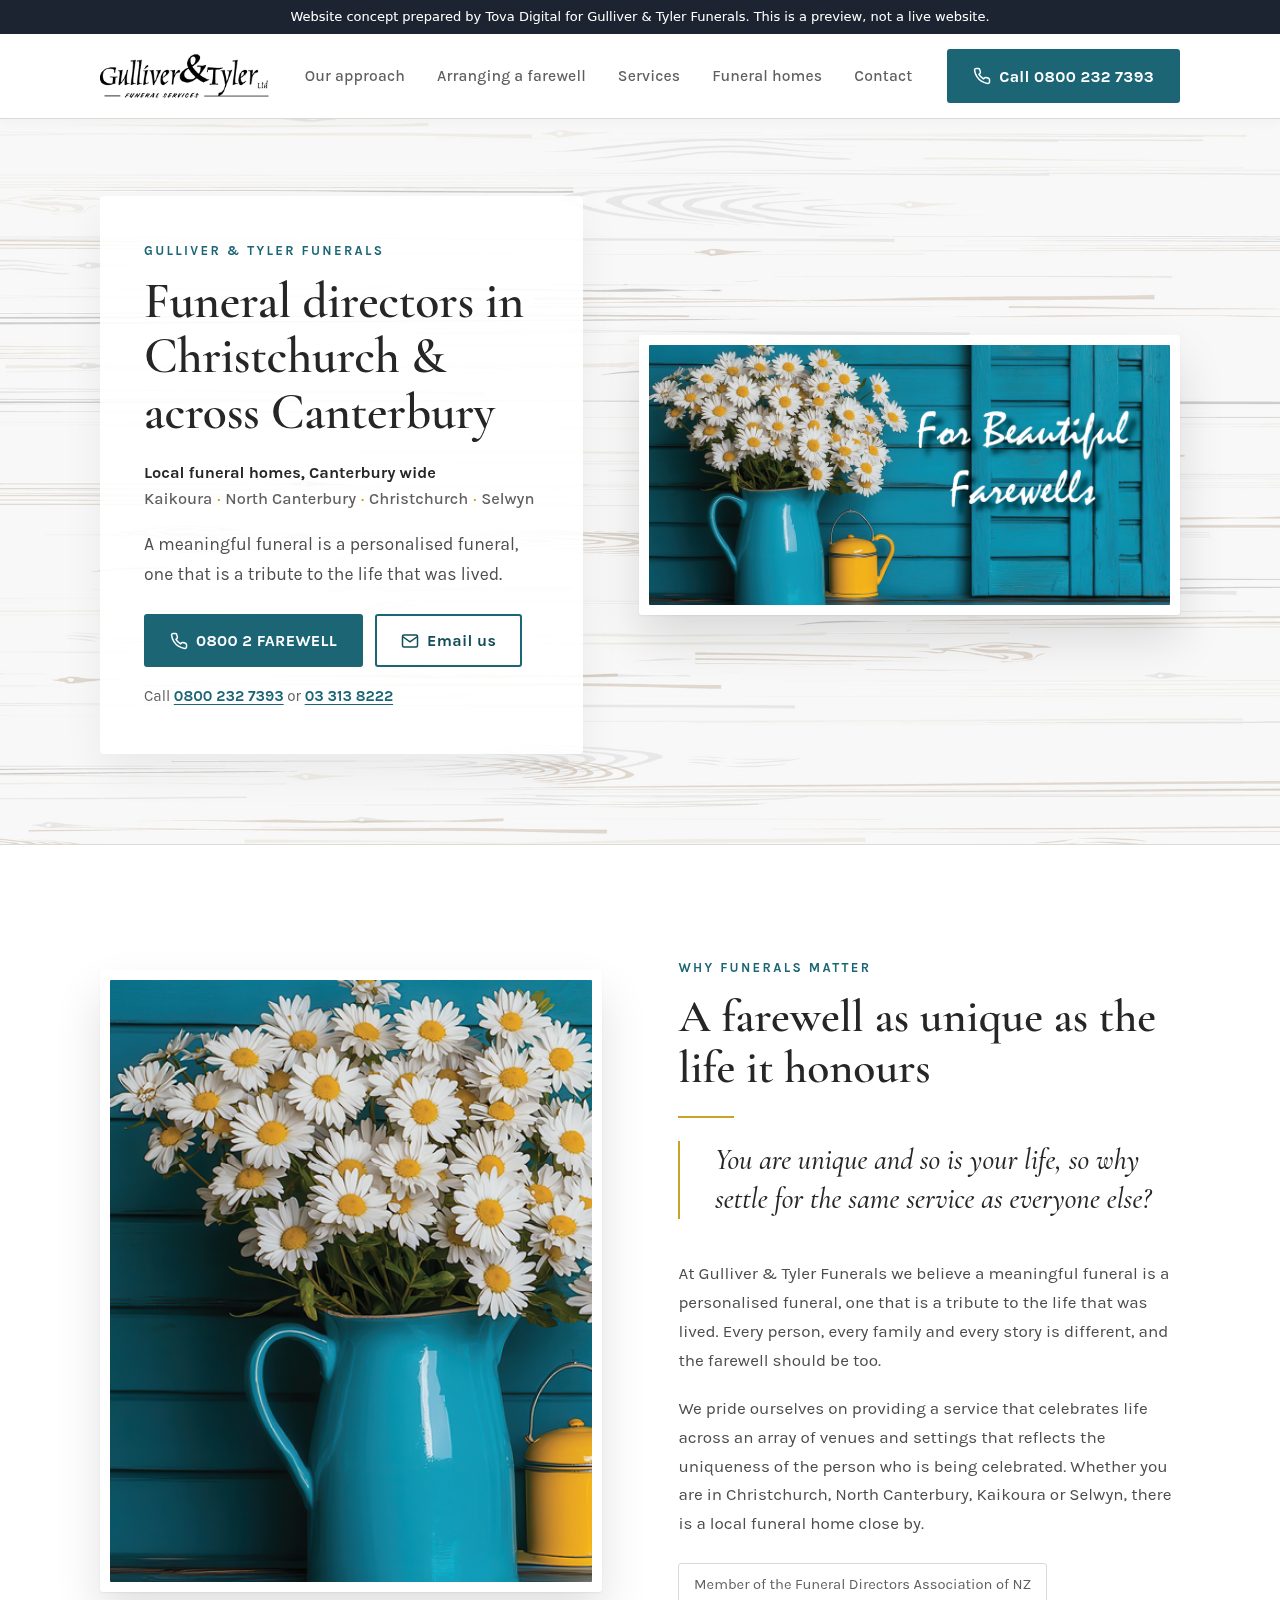 Website concept prepared by Tova Digital for Gulliver & Tyler Funerals. This is a preview, not a live website.
Gulliver & Tyler Ltd
FUNERAL SERVICES
Our approach
Arranging a farewell
Services
Funeral homes
Contact
Call 0800 232 7393
GULLIVER & TYLER FUNERALS
Funeral directors in
Christchurch &
across Canterbury
Local funeral homes, Canterbury wide
Kaikoura · North Canterbury · Christchurch · Selwyn
A meaningful funeral is a personalised funeral,
one that is a tribute to the life that was lived.
0800 2 FAREWELL
Email us
Call 0800 232 7393 or 03 313 8222
For Beautiful
Farewells
WHY FUNERALS MATTER
A farewell as unique as the
life it honours
You are unique and so is your life, so why
settle for the same service as everyone else?
At Gulliver & Tyler Funerals we believe a meaningful funeral is a
personalised funeral, one that is a tribute to the life that was
lived. Every person, every family and every story is different, and
the farewell should be too.
We pride ourselves on providing a service that celebrates life
across an array of venues and settings that reflects the
uniqueness of the person who is being celebrated. Whether you
are in Christchurch, North Canterbury, Kaikoura or Selwyn, there
is a local funeral home close by.
Member of the Funeral Directors Association of NZ